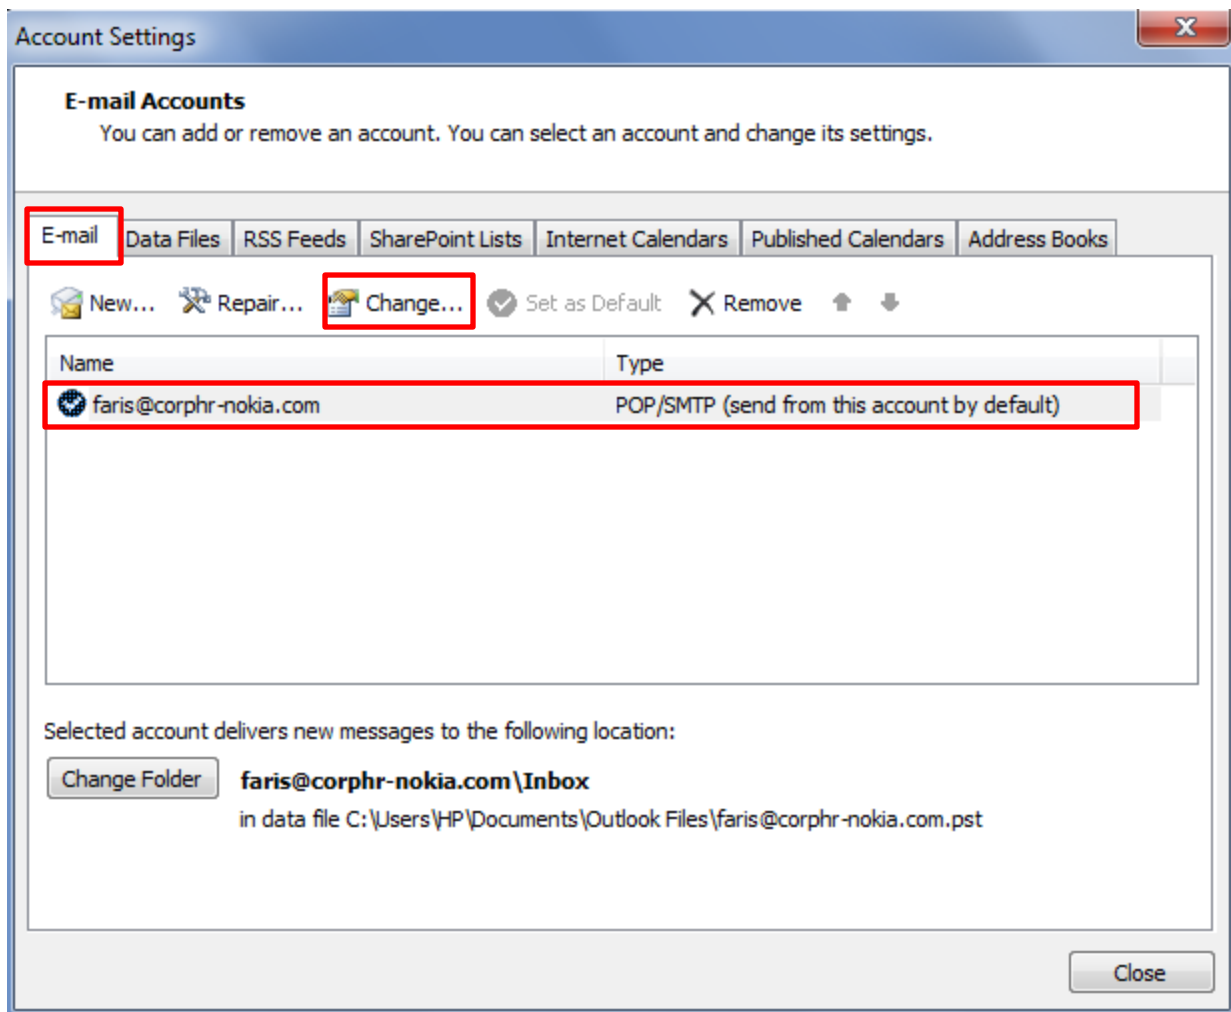 Account Settings
E-mail Accounts
You can add or remove an account. You can select an account and change its settings.
E-mail Data Files RSS Feeds SharePoint Lists Internet Calendars Published Calendars Address Books
New... Repair... Change... Set as Default Remove
Name Type
faris@corphr-nokia.com POP/SMTP (send from this account by default)
Selected account delivers new messages to the following location:
Change Folder faris@corphr-nokia.com\Inbox
in data file C:\Users\HP\Documents\Outlook Files\faris@corphr-nokia.com.pst
Close